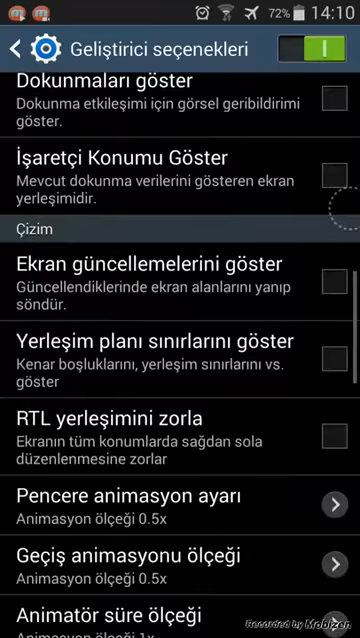 72% 14:10
Geliştirici seçenekleri
Dokunmaları göster
Dokunma etkileşimi için görsel geribildirimi
göster.
İşaretçi Konumu Göster
Mevcut dokunma verilerini gösteren ekran
yerleşimidir.
Çizim
Ekran güncellemelerini göster
Güncellendiklerinde ekran alanlarını yanıp
söndür.
Yerleşim planı sınırlarını göster
Kenar boşluklarını, yerleşim sınırlarını vs.
göster
RTL yerleşimini zorla
Ekranın tüm konumlarda sağdan sola
düzenlenmesine zorlar
Pencere animasyon ayarı
Animasyon ölçeği 0.5x
Geçiş animasyonu ölçeği
Animasyon ölçeği 0.5x
Animatör süre ölçeği
Animasyon ölçeği 1x
Recorded by Mobizen